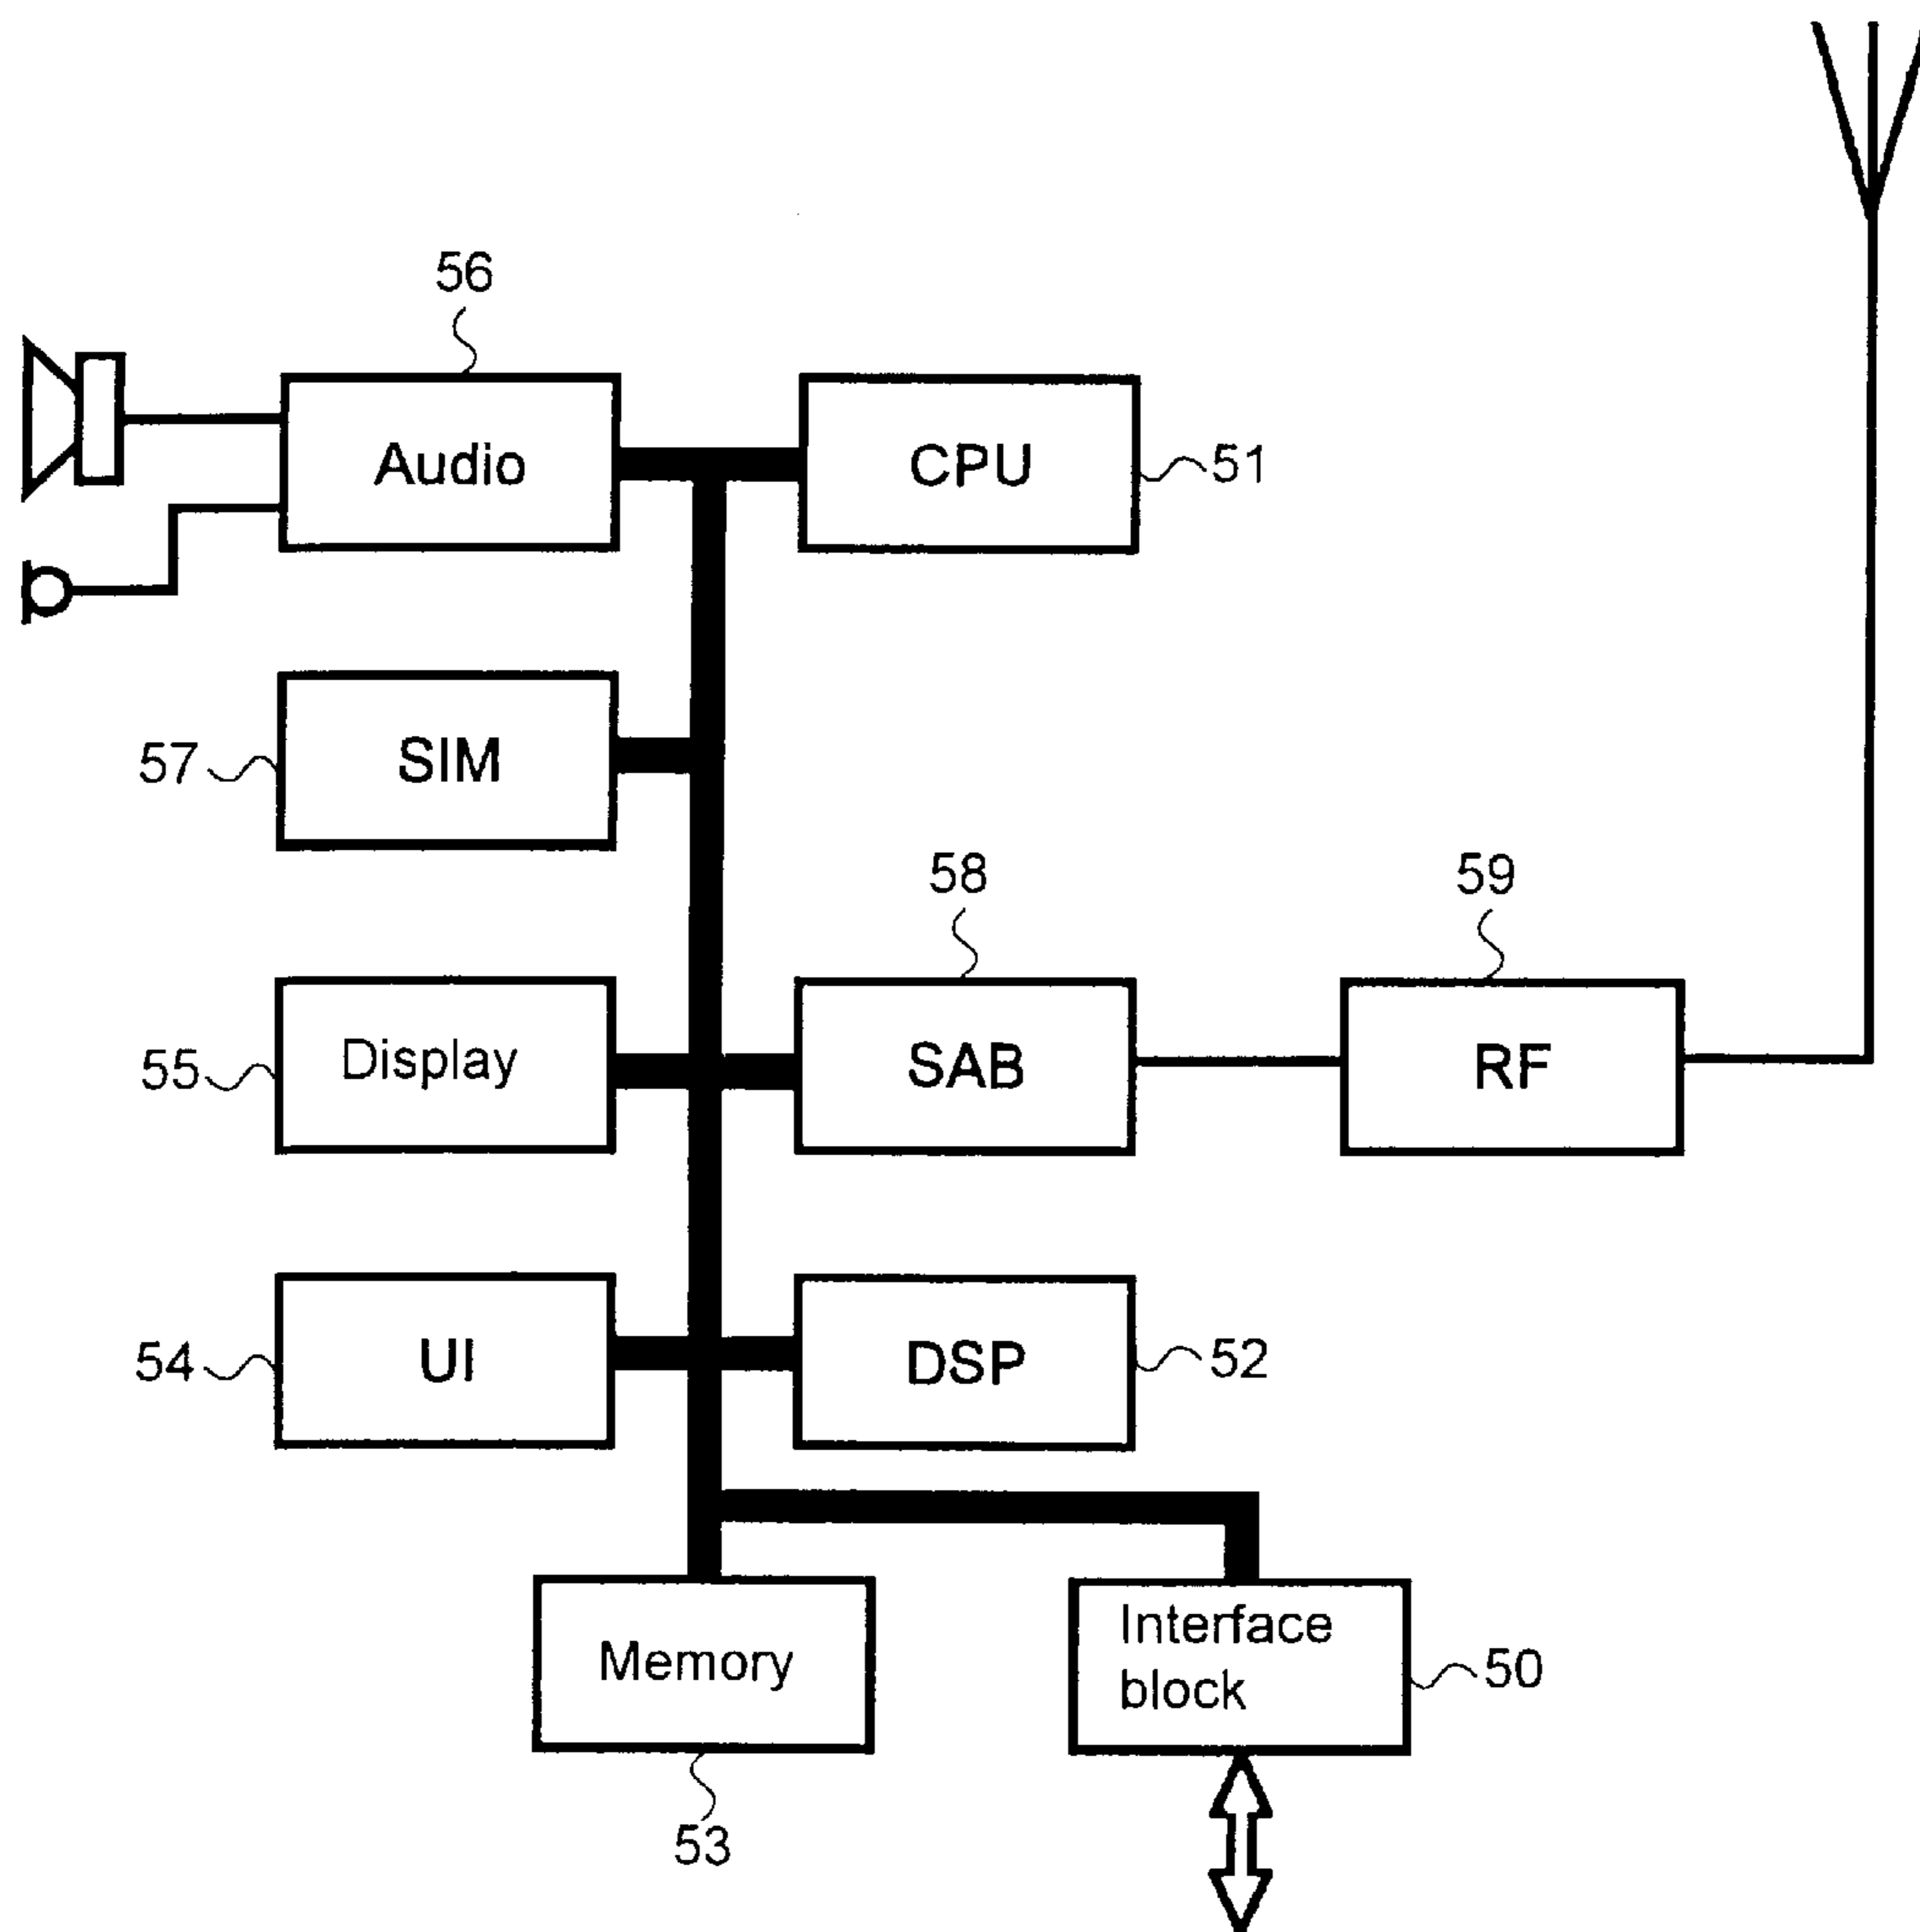 56
Audio
CPU
51
57
SIM
58
59
55
Display
SAB
RF
54
UI
DSP
52
Memory
Interface
block
50
53